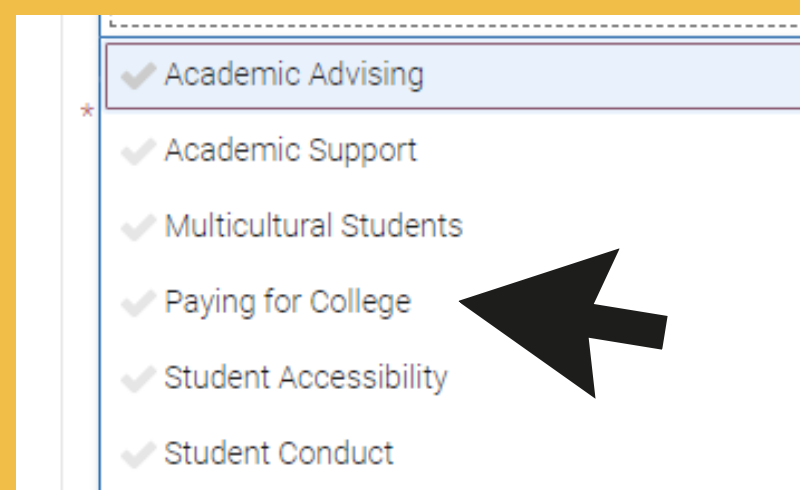 Academic Advising
*
Academic Support
Multicultural Students
Paying for College
Student Accessibility
Student Conduct